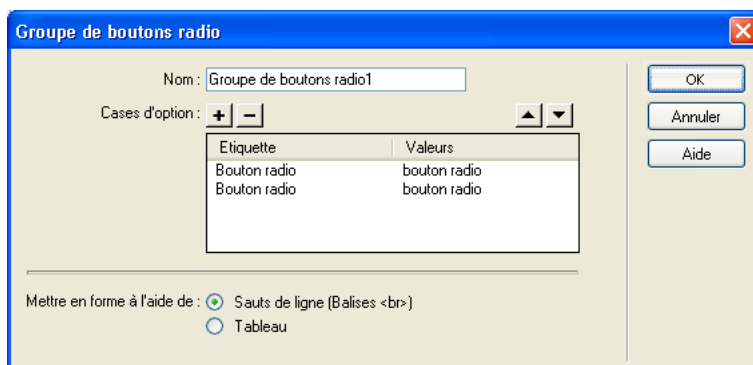 Groupe de boutons radio
Nom : Groupe de boutons radio1
OK
Cases d'option : + −
Annuler
Etiquette Valeurs
Aide
Bouton radio bouton radio
Bouton radio bouton radio
Mettre en forme à l'aide de : Sauts de ligne (Balises <br>)
Tableau